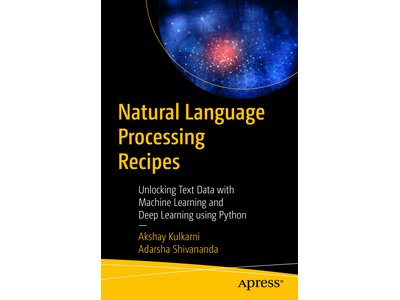 Natural Language
Processing
Recipes
Unlocking Text Data with
Machine Learning and
Deep Learning using Python
—
Akshay Kulkarni
Adarsha Shivananda
Apress®